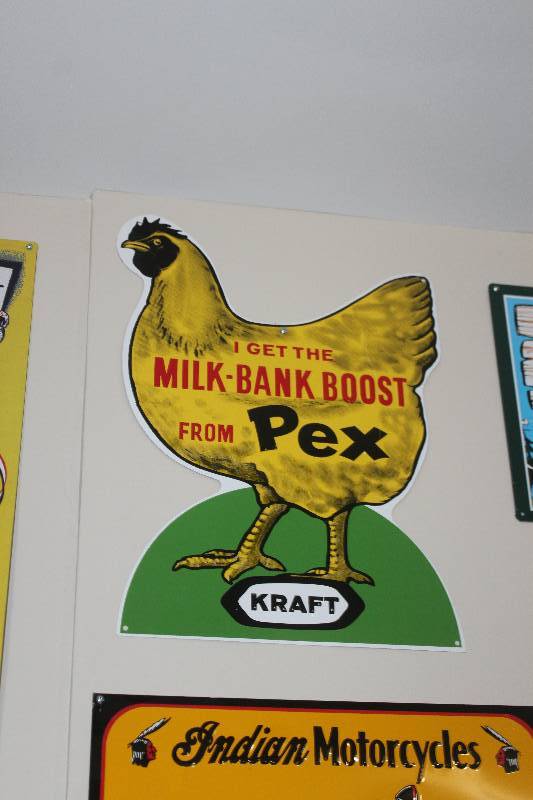 I GET THE
MILK-BANK BOOST
FROM Pex
KRAFT
Indian Motorcycles